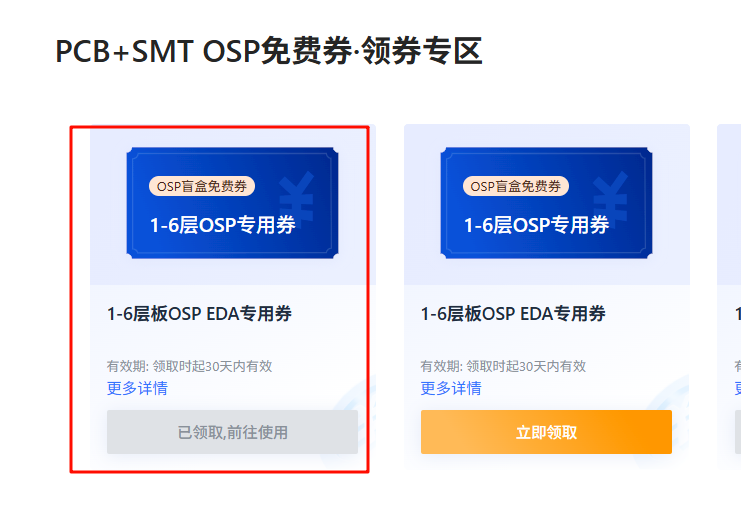 PCB+SMT OSP免费券·领券专区
OSP盲盒免费券
1-6层OSP专用券
1-6层板OSP EDA专用券
有效期: 领取时起30天内有效
更多详情
已领取,前往使用
OSP盲盒免费券
1-6层OSP专用券
1-6层板OSP EDA专用券
有效期: 领取时起30天内有效
更多详情
立即领取